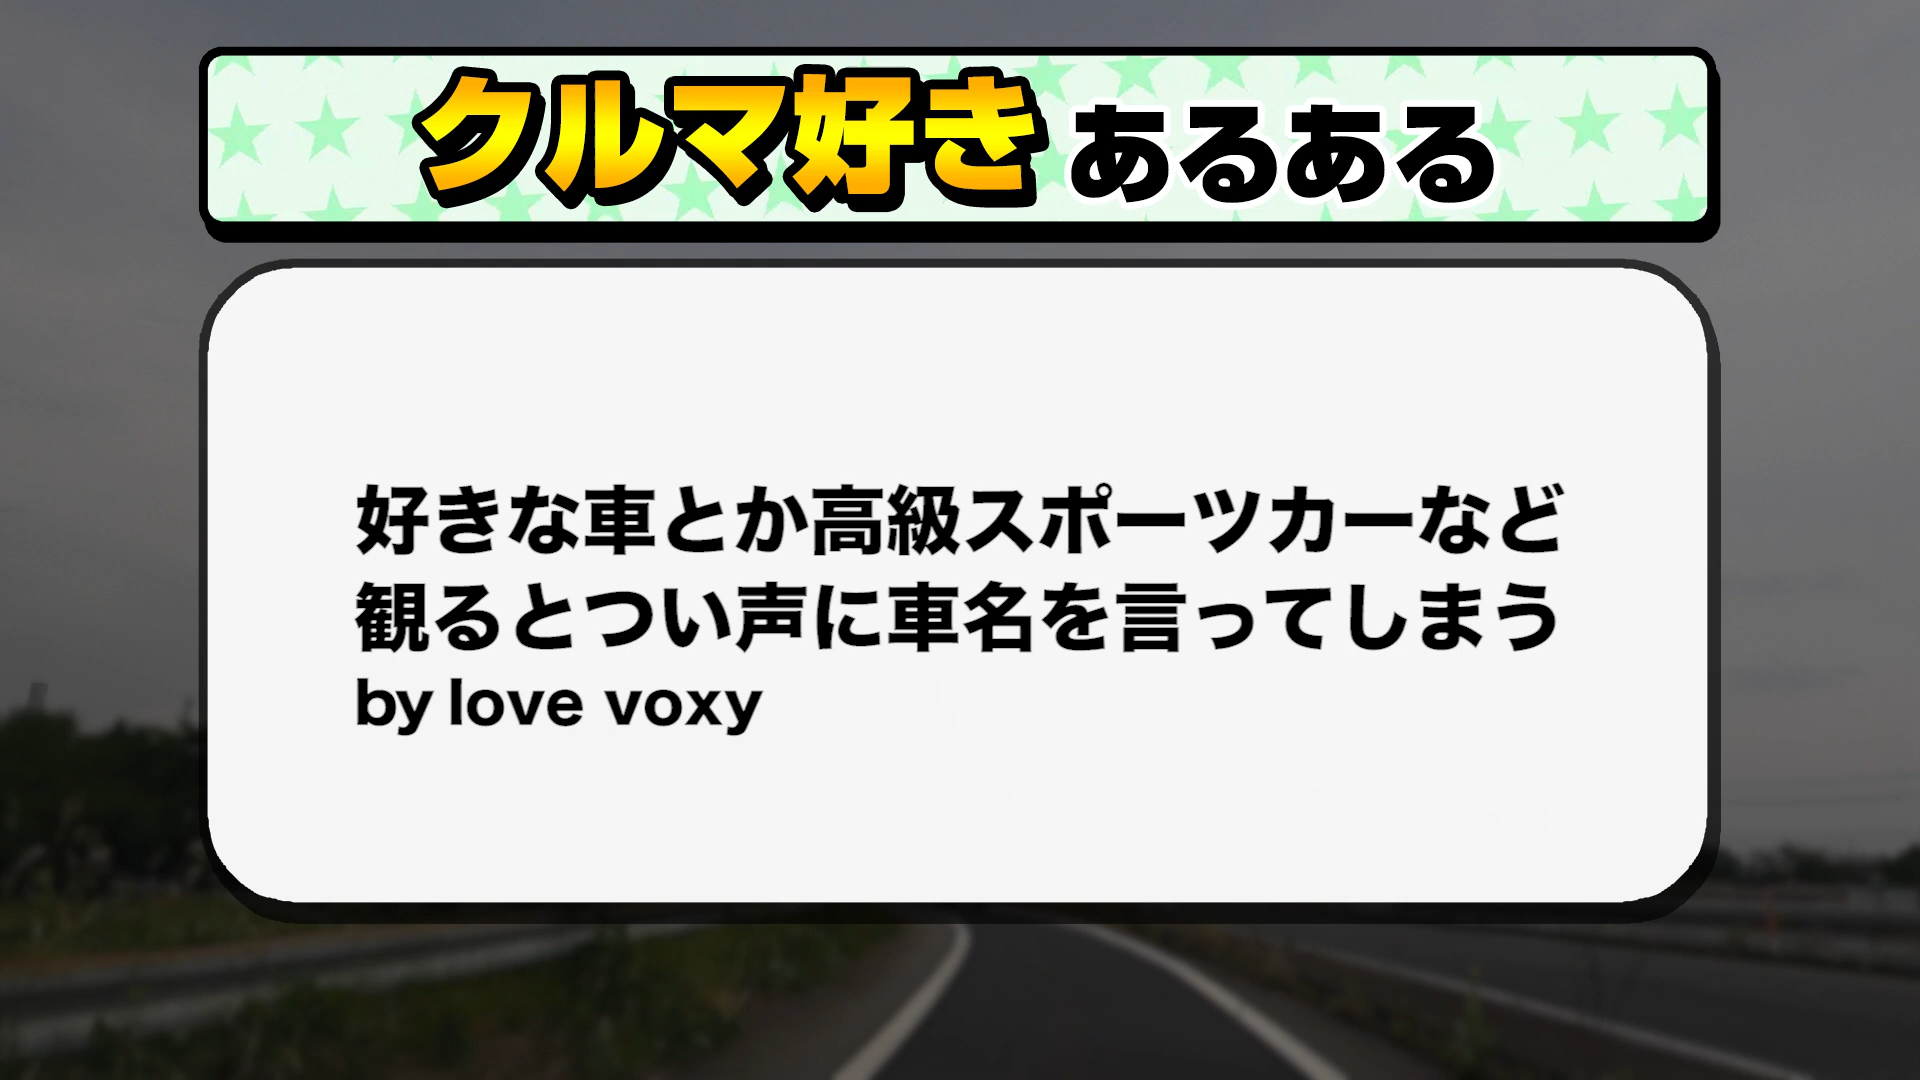 クルマ好きあるある
好きな車とか高級スポーツカーなど
観るとつい声に車名を言ってしまう
by love voxy